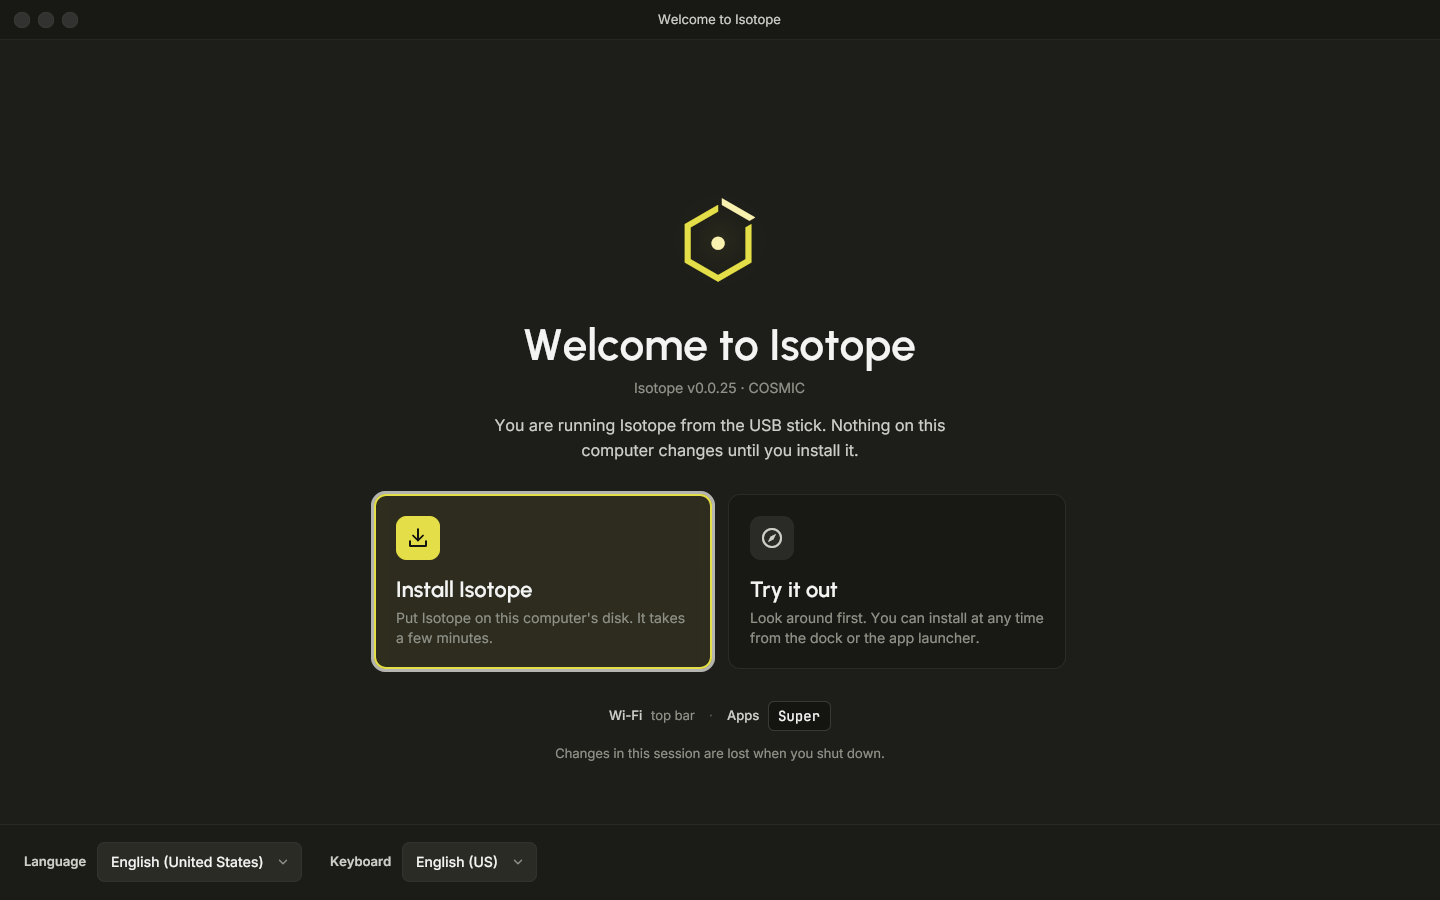 Welcome to Isotope
Welcome to Isotope
Isotope v0.0.25 · COSMIC
You are running Isotope from the USB stick. Nothing on this
computer changes until you install it.
Install Isotope
Put Isotope on this computer's disk. It takes
a few minutes.
Try it out
Look around first. You can install at any time
from the dock or the app launcher.
Wi-Fi top bar · Apps Super
Changes in this session are lost when you shut down.
Language English (United States) Keyboard English (US)